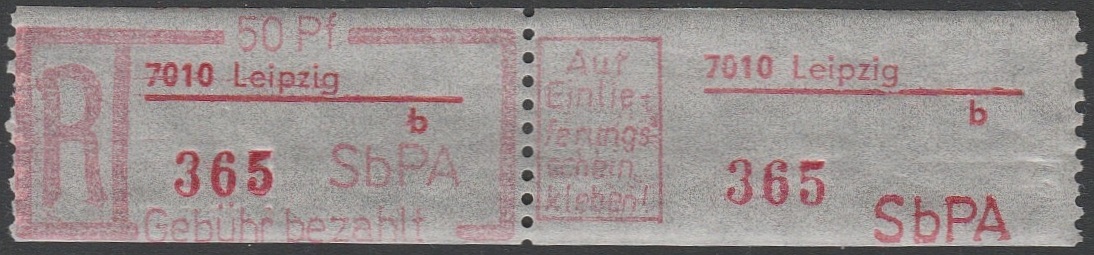 50 Pf
R
7010 Leipzig
b
365
SbPA
Gebühr bezahlt
Auf
Einlie-
ferungs-
schein
kleben!
7010 Leipzig
b
365
SbPA